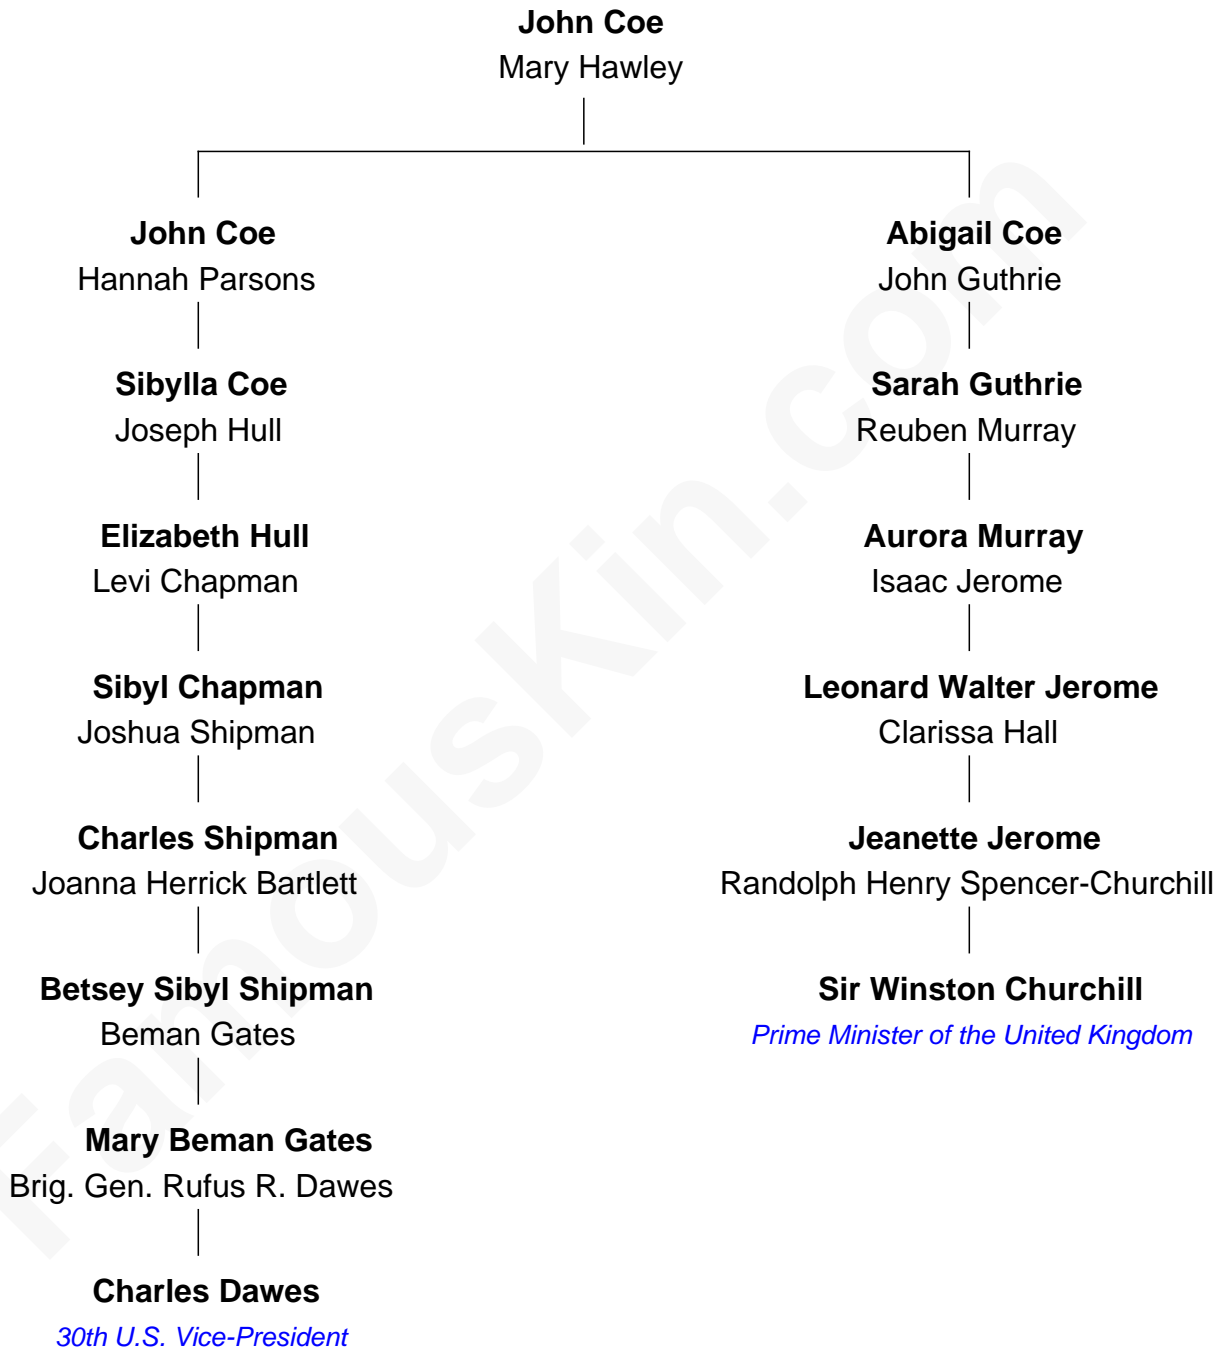 John Coe
Mary Hawley
John Coe
Hannah Parsons
Sibylla Coe
Joseph Hull
Elizabeth Hull
Levi Chapman
Sibyl Chapman
Joshua Shipman
Charles Shipman
Joanna Herrick Bartlett
Betsey Sibyl Shipman
Beman Gates
Mary Beman Gates
Brig. Gen. Rufus R. Dawes
Charles Dawes
30th U.S. Vice-President
Abigail Coe
John Guthrie
Sarah Guthrie
Reuben Murray
Aurora Murray
Isaac Jerome
Leonard Walter Jerome
Clarissa Hall
Jeanette Jerome
Randolph Henry Spencer-Churchill
Sir Winston Churchill
Prime Minister of the United Kingdom
FamousKin.com